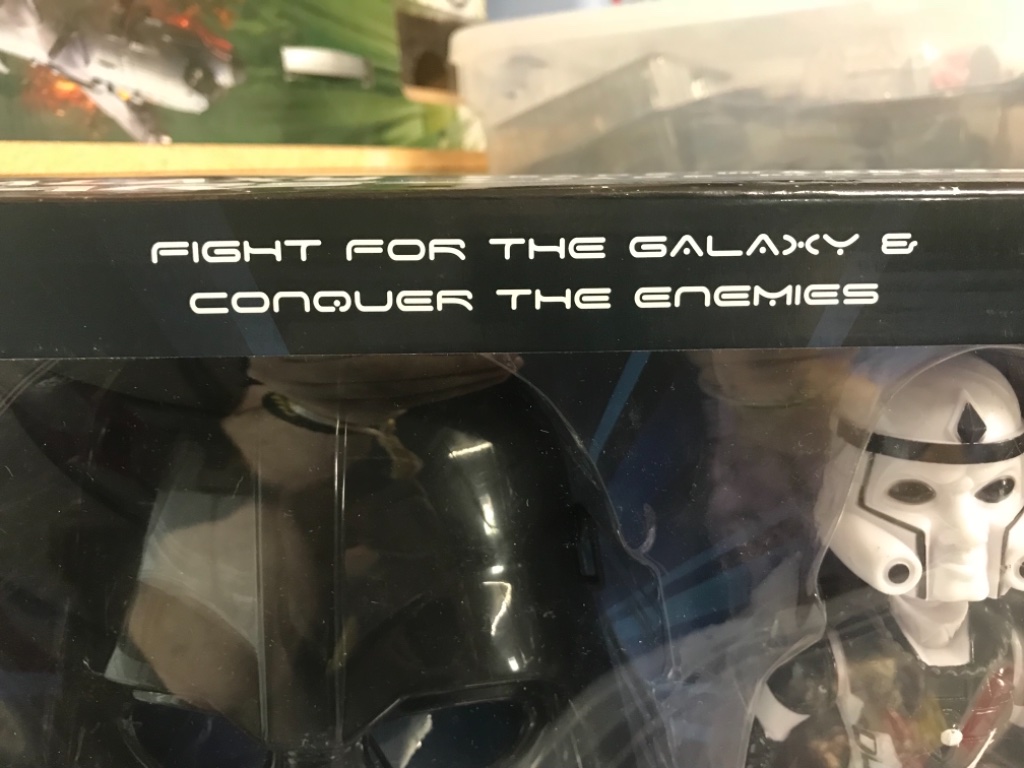 FIGHT FOR THE GALAXY &
CONQUER THE ENEMIES